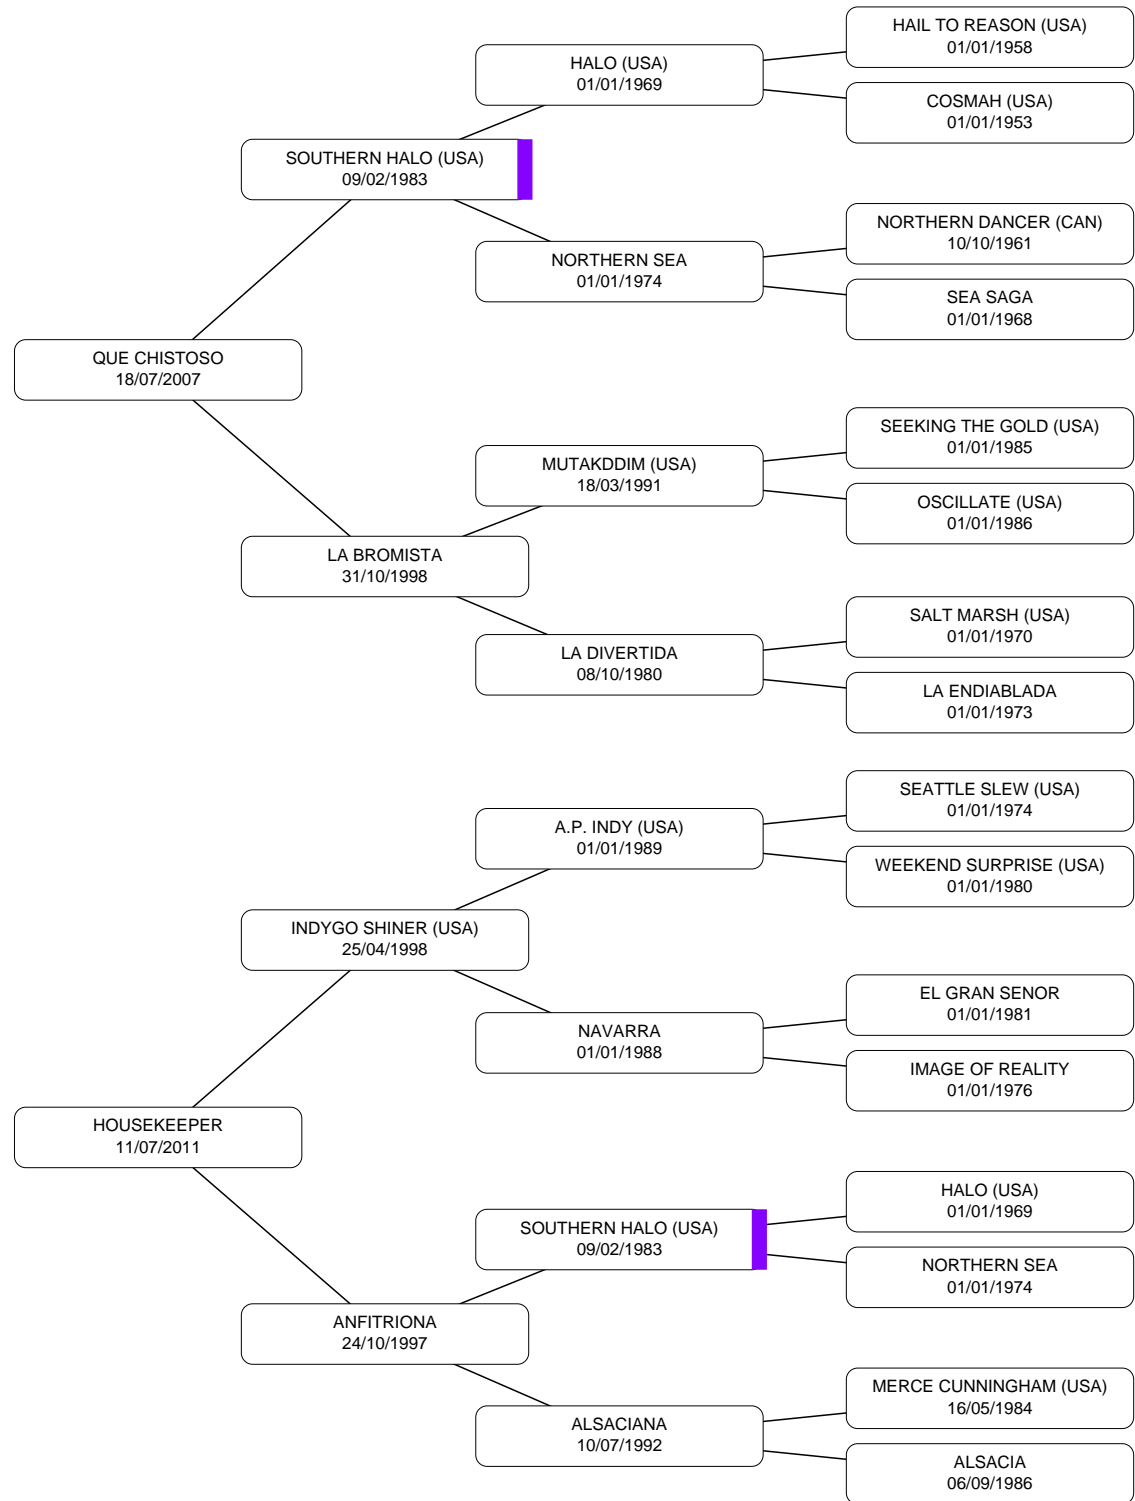 HAIL TO REASON (USA)
01/01/1958
HALO (USA)
01/01/1969
COSMAH (USA)
01/01/1953
SOUTHERN HALO (USA)
09/02/1983
NORTHERN DANCER (CAN)
10/10/1961
NORTHERN SEA
01/01/1974
SEA SAGA
01/01/1968
QUE CHISTOSO
18/07/2007
SEEKING THE GOLD (USA)
01/01/1985
MUTAKDDIM (USA)
18/03/1991
OSCILLATE (USA)
01/01/1986
LA BROMISTA
31/10/1998
SALT MARSH (USA)
01/01/1970
LA DIVERTIDA
08/10/1980
LA ENDIABLADA
01/01/1973
SEATTLE SLEW (USA)
01/01/1974
A.P. INDY (USA)
01/01/1989
WEEKEND SURPRISE (USA)
01/01/1980
INDYGO SHINER (USA)
25/04/1998
EL GRAN SENOR
01/01/1981
NAVARRA
01/01/1988
IMAGE OF REALITY
01/01/1976
HOUSEKEEPER
11/07/2011
HALO (USA)
01/01/1969
SOUTHERN HALO (USA)
09/02/1983
NORTHERN SEA
01/01/1974
ANFITRIONA
24/10/1997
MERCE CUNNINGHAM (USA)
16/05/1984
ALSACIANA
10/07/1992
ALSACIA
06/09/1986